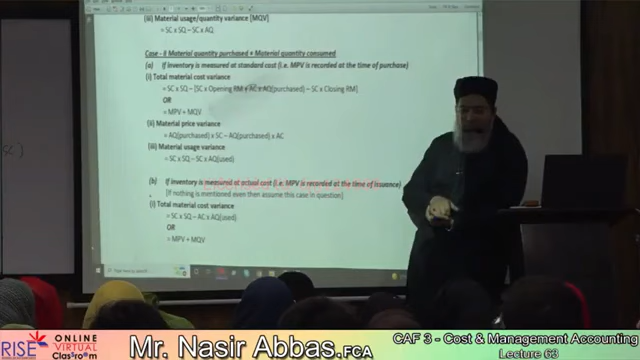 (iii) Material usage/quantity variance [MQV]
= SC x SQ – SC x AQ
Case - II Material quantity purchased ≠ Material quantity consumed
(a) If inventory is measured at standard cost (i.e. MPV is recorded at the time of purchase)
(i) Total material cost variance
= SC x SQ – [SC x Opening RM + AC x AQ(purchased) – SC x Closing RM]
OR
= MPV + MQV
(ii) Material price variance
= AQ(purchased) x SC – AQ(purchased) x AC
(iii) Material usage variance
= SC x SQ – SC x AQ(used)
(b) If inventory is measured at actual cost (i.e. MPV is recorded at the time of issuance)
[If nothing is mentioned even then assume this case in question]
(i) Total material cost variance
= SC x SQ – AC x AQ(used)
OR
= MPV + MQV
RISE
ONLINE
VIRTUAL
Classroom
Mr. Nasir Abbas.FCA
CAF 3 - Cost & Management Accounting
Lecture 63